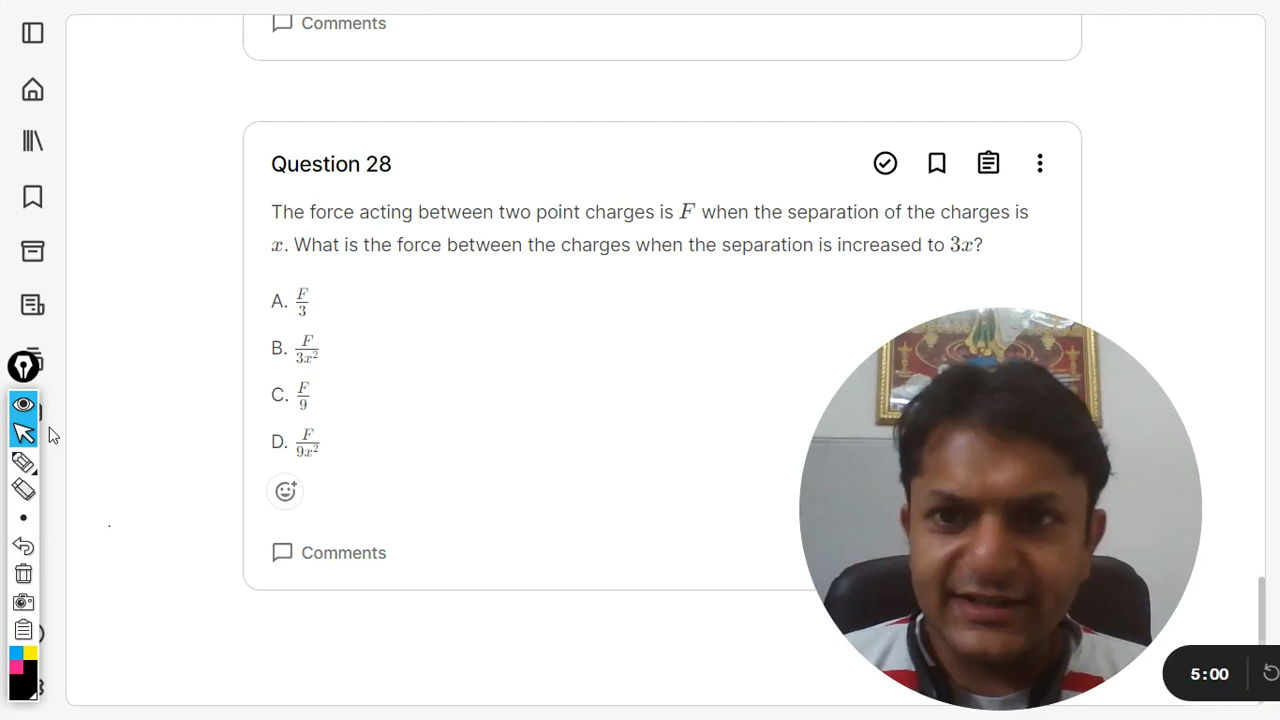 Comments
Question 28
The force acting between two point charges is F when the separation of the charges is
x. What is the force between the charges when the separation is increased to 3x?
A. F/3
B. F/3x²
C. F/9
D. F/9x²
Comments
5:00